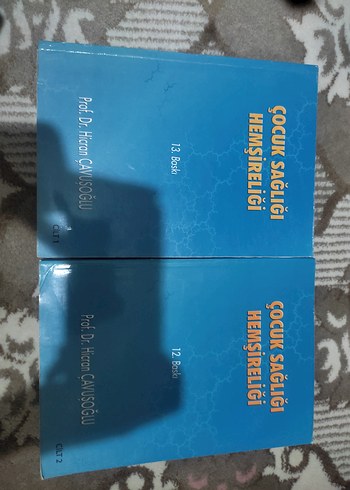 ÇOCUK SAĞLIĞI
HEMŞİRELİĞİ
13. Baskı
Prof. Dr. Hicran ÇAVUŞOĞLU
CİLT 1
ÇOCUK SAĞLIĞI
HEMŞİRELİĞİ
12. Baskı
Prof. Dr. Hicran ÇAVUŞOĞLU
CİLT 2